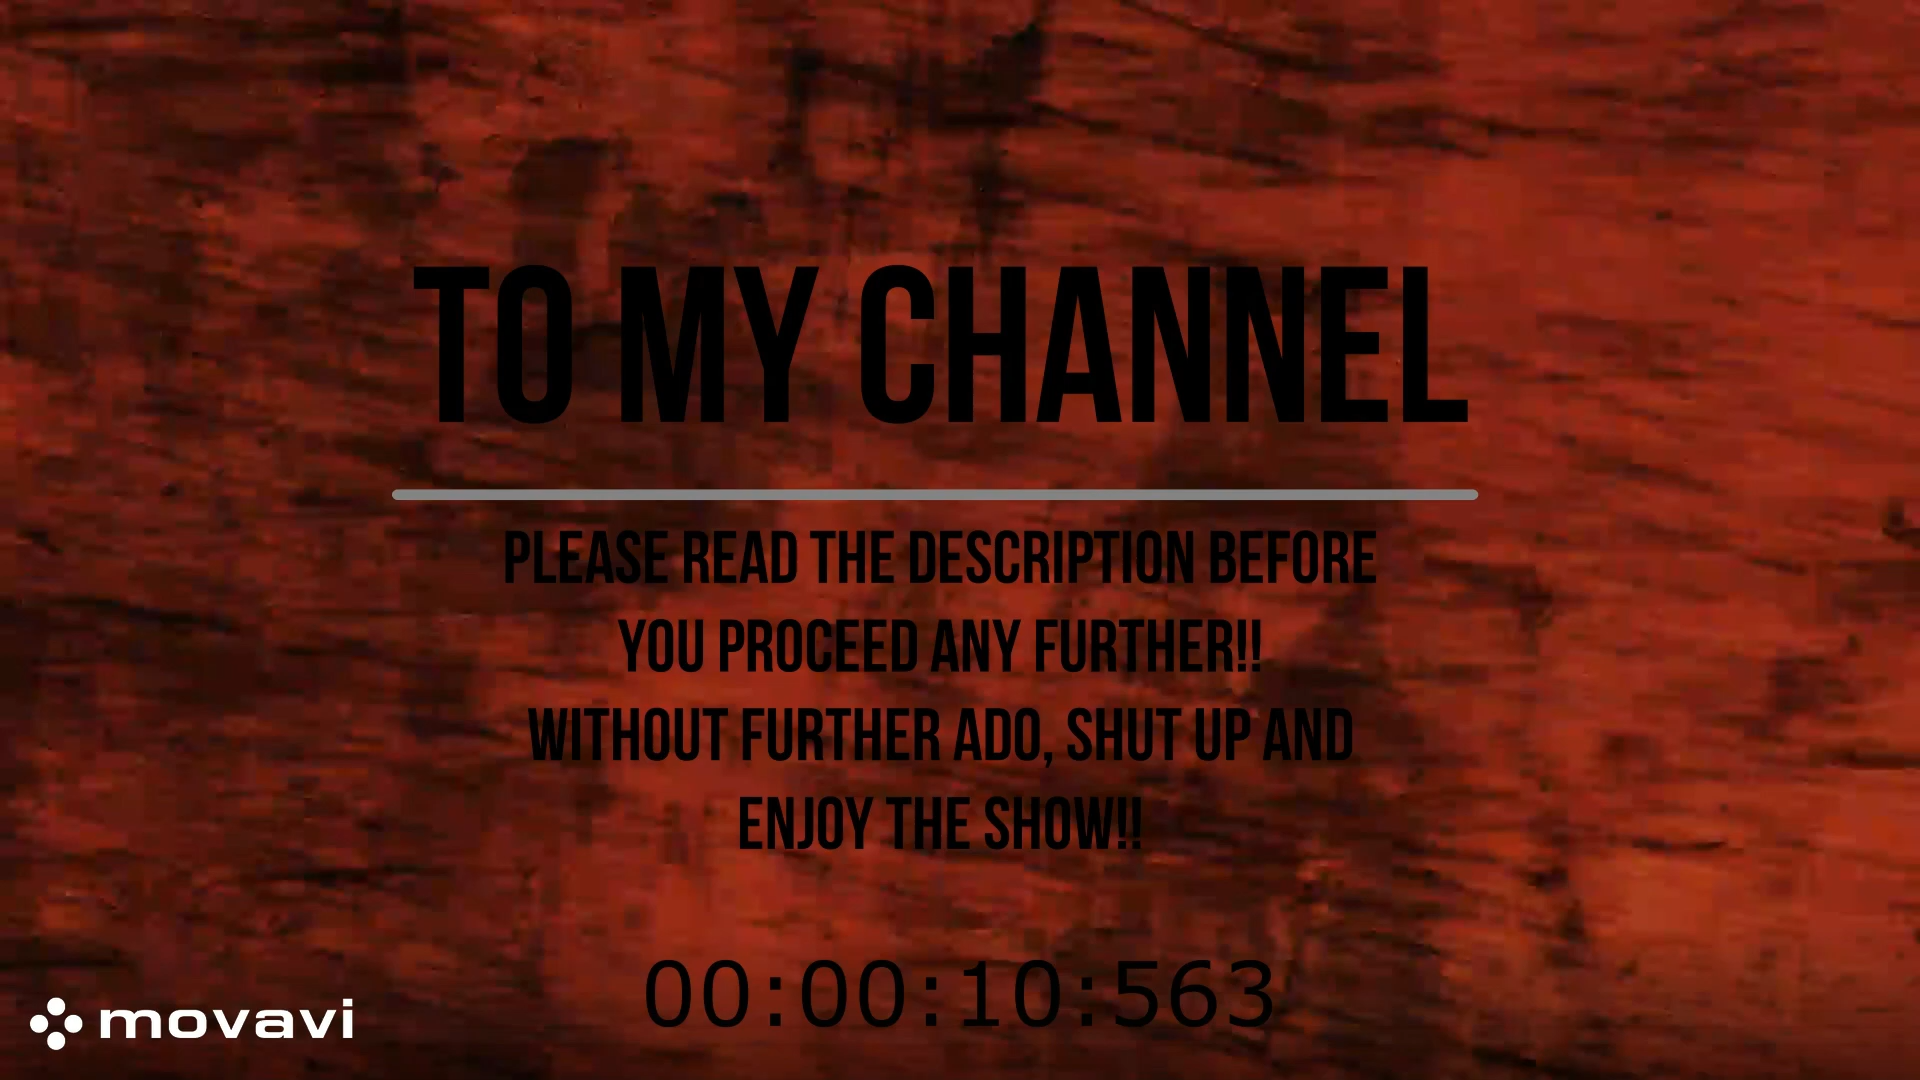 TO MY CHANNEL
PLEASE READ THE DESCRIPTION BEFORE
YOU PROCEED ANY FURTHER!!
WITHOUT FURTHER ADO, SHUT UP AND
ENJOY THE SHOW!!
00:00:10:563
movavi